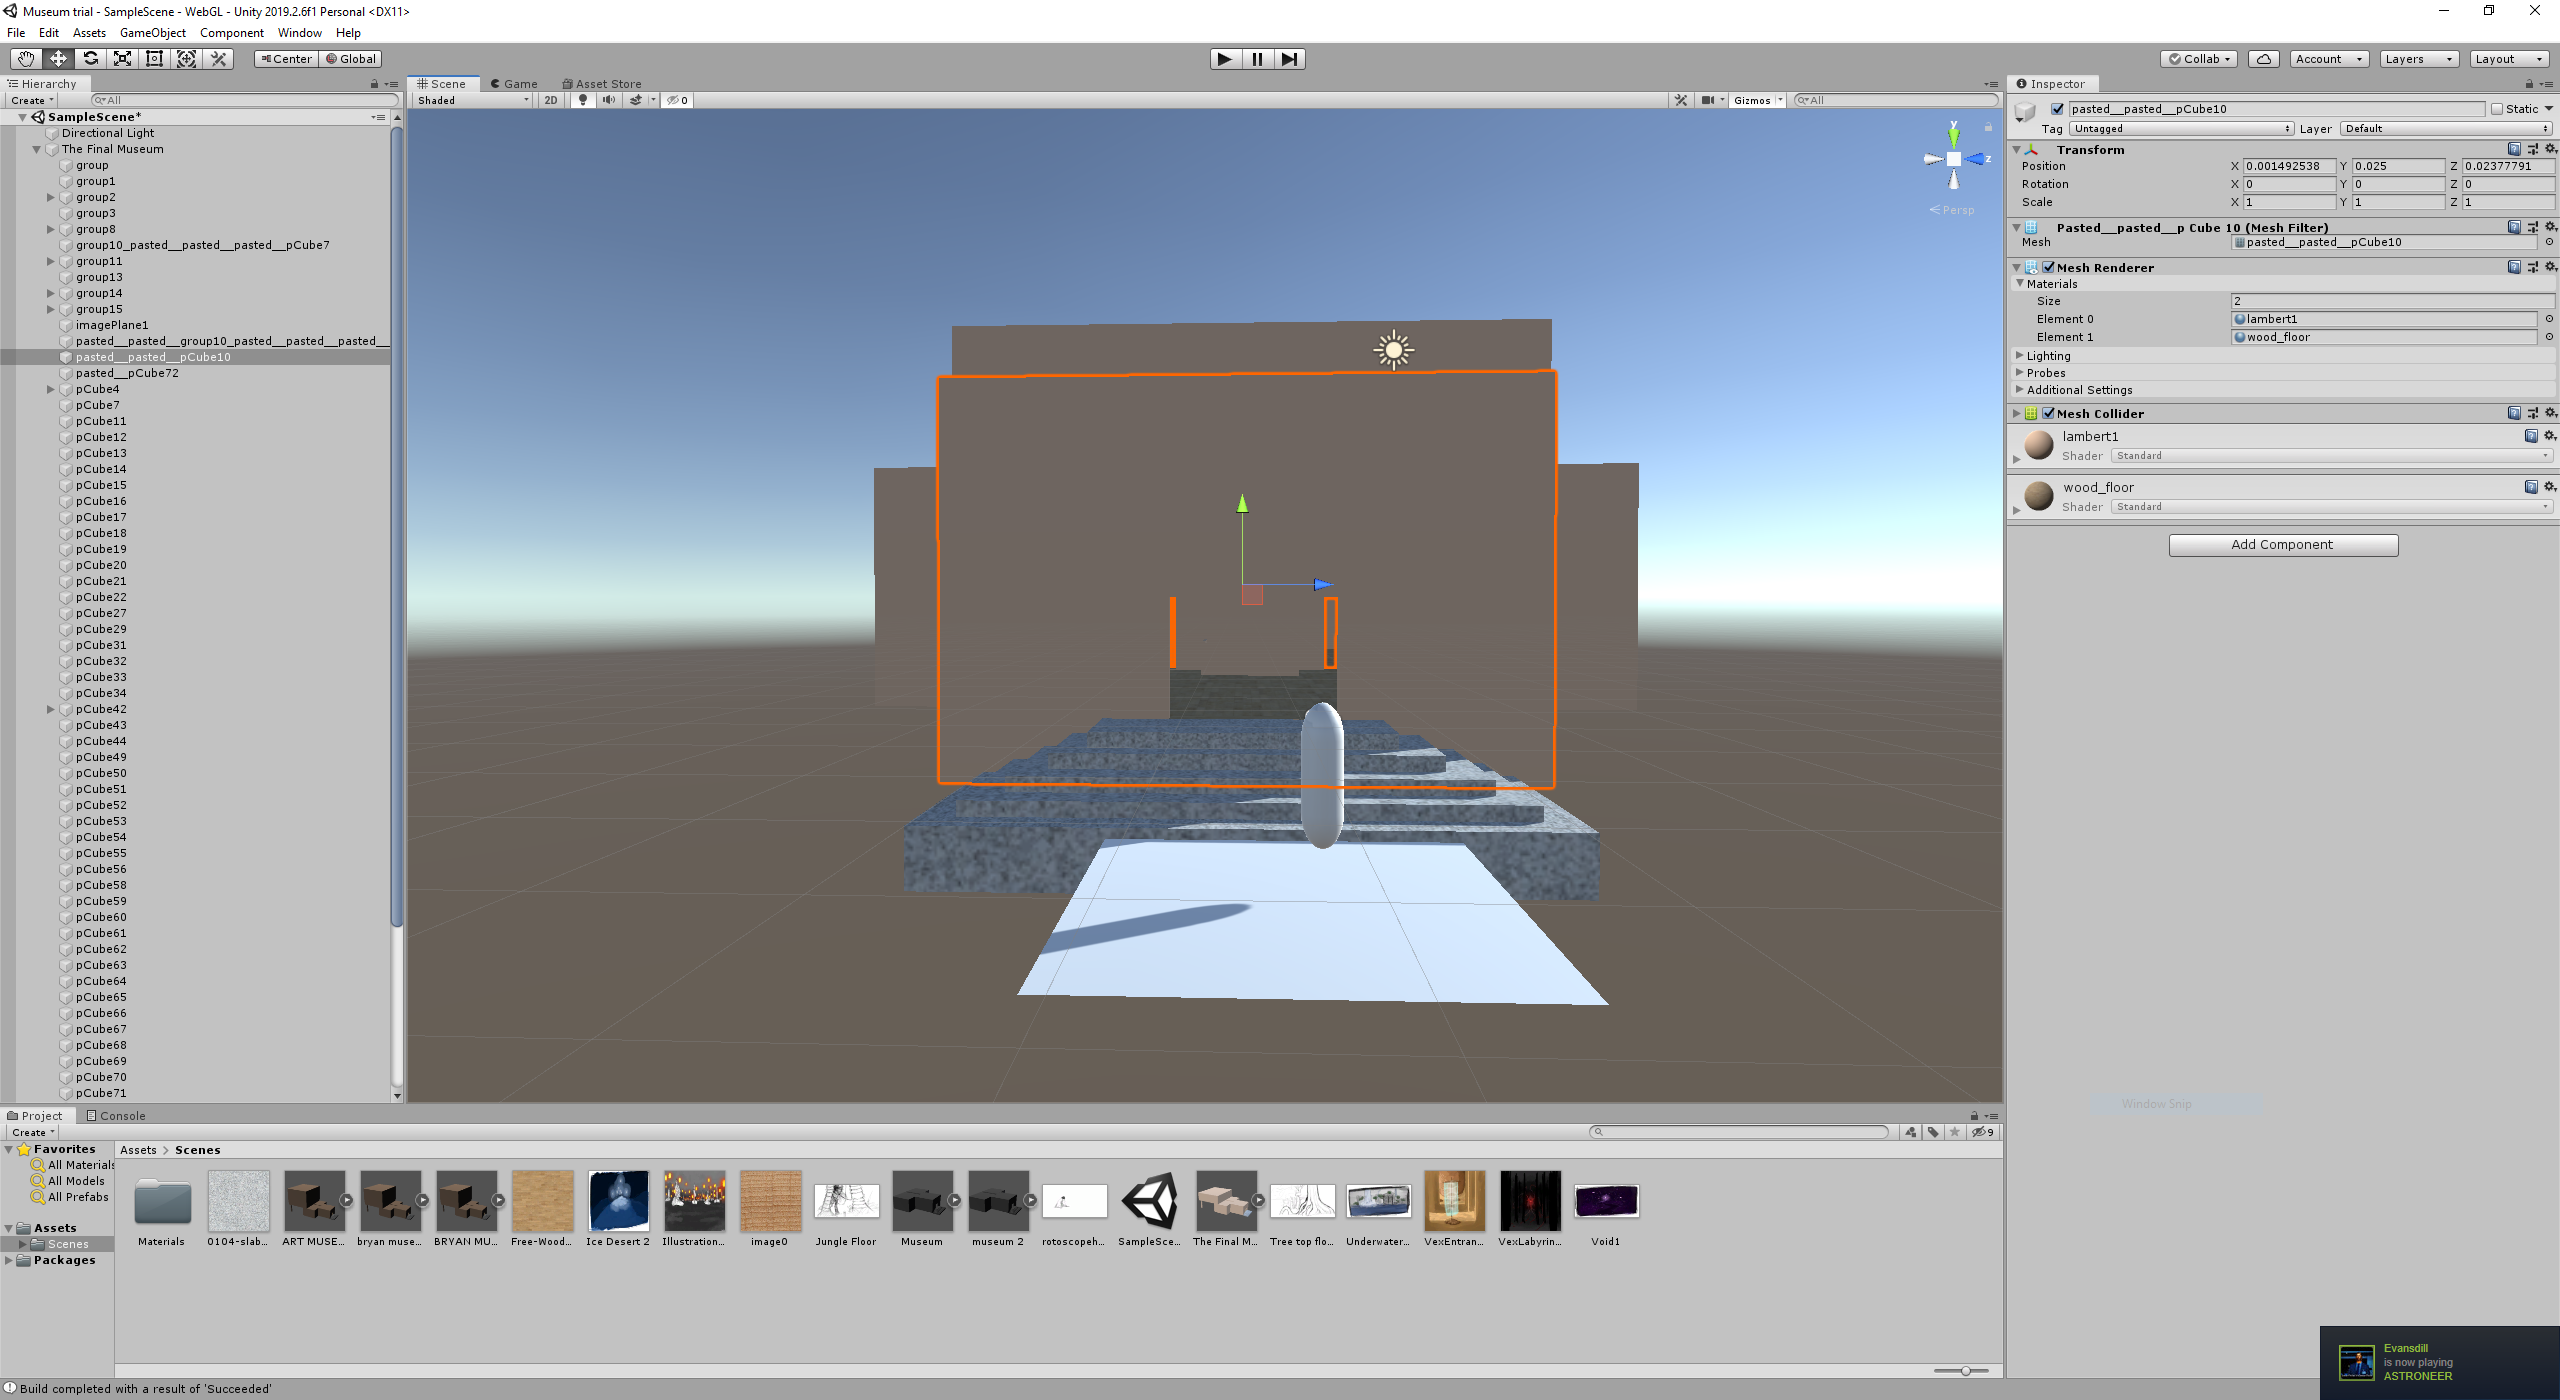 Museum trial - SampleScene - WebGL - Unity 2019.2.6f1 Personal <DX11>
File Edit Assets GameObject Component Window Help
Center Global
Collab Account Layers Layout
Hierarchy
Create All
SampleScene*
Directional Light
The Final Museum
group
group1
group2
group3
group8
group10_pasted__pasted__pasted__pCube7
group11
group13
group14
group15
imagePlane1
pasted__pasted__group10_pasted__pasted__pasted__
pasted__pasted__pCube10
pasted__pCube72
pCube4
pCube7
pCube11
pCube12
pCube13
pCube14
pCube15
pCube16
pCube17
pCube18
pCube19
pCube20
pCube21
pCube22
pCube27
pCube29
pCube31
pCube32
pCube33
pCube34
pCube42
pCube43
pCube44
pCube49
pCube50
pCube51
pCube52
pCube53
pCube54
pCube55
pCube56
pCube58
pCube59
pCube60
pCube61
pCube62
pCube63
pCube64
pCube65
pCube66
pCube67
pCube68
pCube69
pCube70
pCube71
Scene Game Asset Store
Shaded 2D 0 Gizmos All
y
z
Persp
Inspector
pasted__pasted__pCube10 Static
Tag Untagged Layer Default
Transform
Position X 0.001492538 Y 0.025 Z 0.02377791
Rotation X 0 Y 0 Z 0
Scale X 1 Y 1 Z 1
Pasted__pasted__p Cube 10 (Mesh Filter)
Mesh pasted__pasted__pCube10
Mesh Renderer
Materials
Size 2
Element 0 lambert1
Element 1 wood_floor
Lighting
Probes
Additional Settings
Mesh Collider
lambert1
Shader Standard
wood_floor
Shader Standard
Add Component
Window Snip
Project Console
Create 9
Favorites
All Materials
All Models
All Prefabs
Assets
Scenes
Packages
Assets > Scenes
Materials 0104-slab... ART MUSE... bryan muse... BRYAN MU... Free-Wood... Ice Desert 2 Illustration... image0 Jungle Floor Museum museum 2 rotoscopeh... SampleSce... The Final M... Tree top flo... Underwater... VexEntran... VexLabyrin... Void1
Build completed with a result of 'Succeeded'
Evansdill
is now playing
ASTRONEER